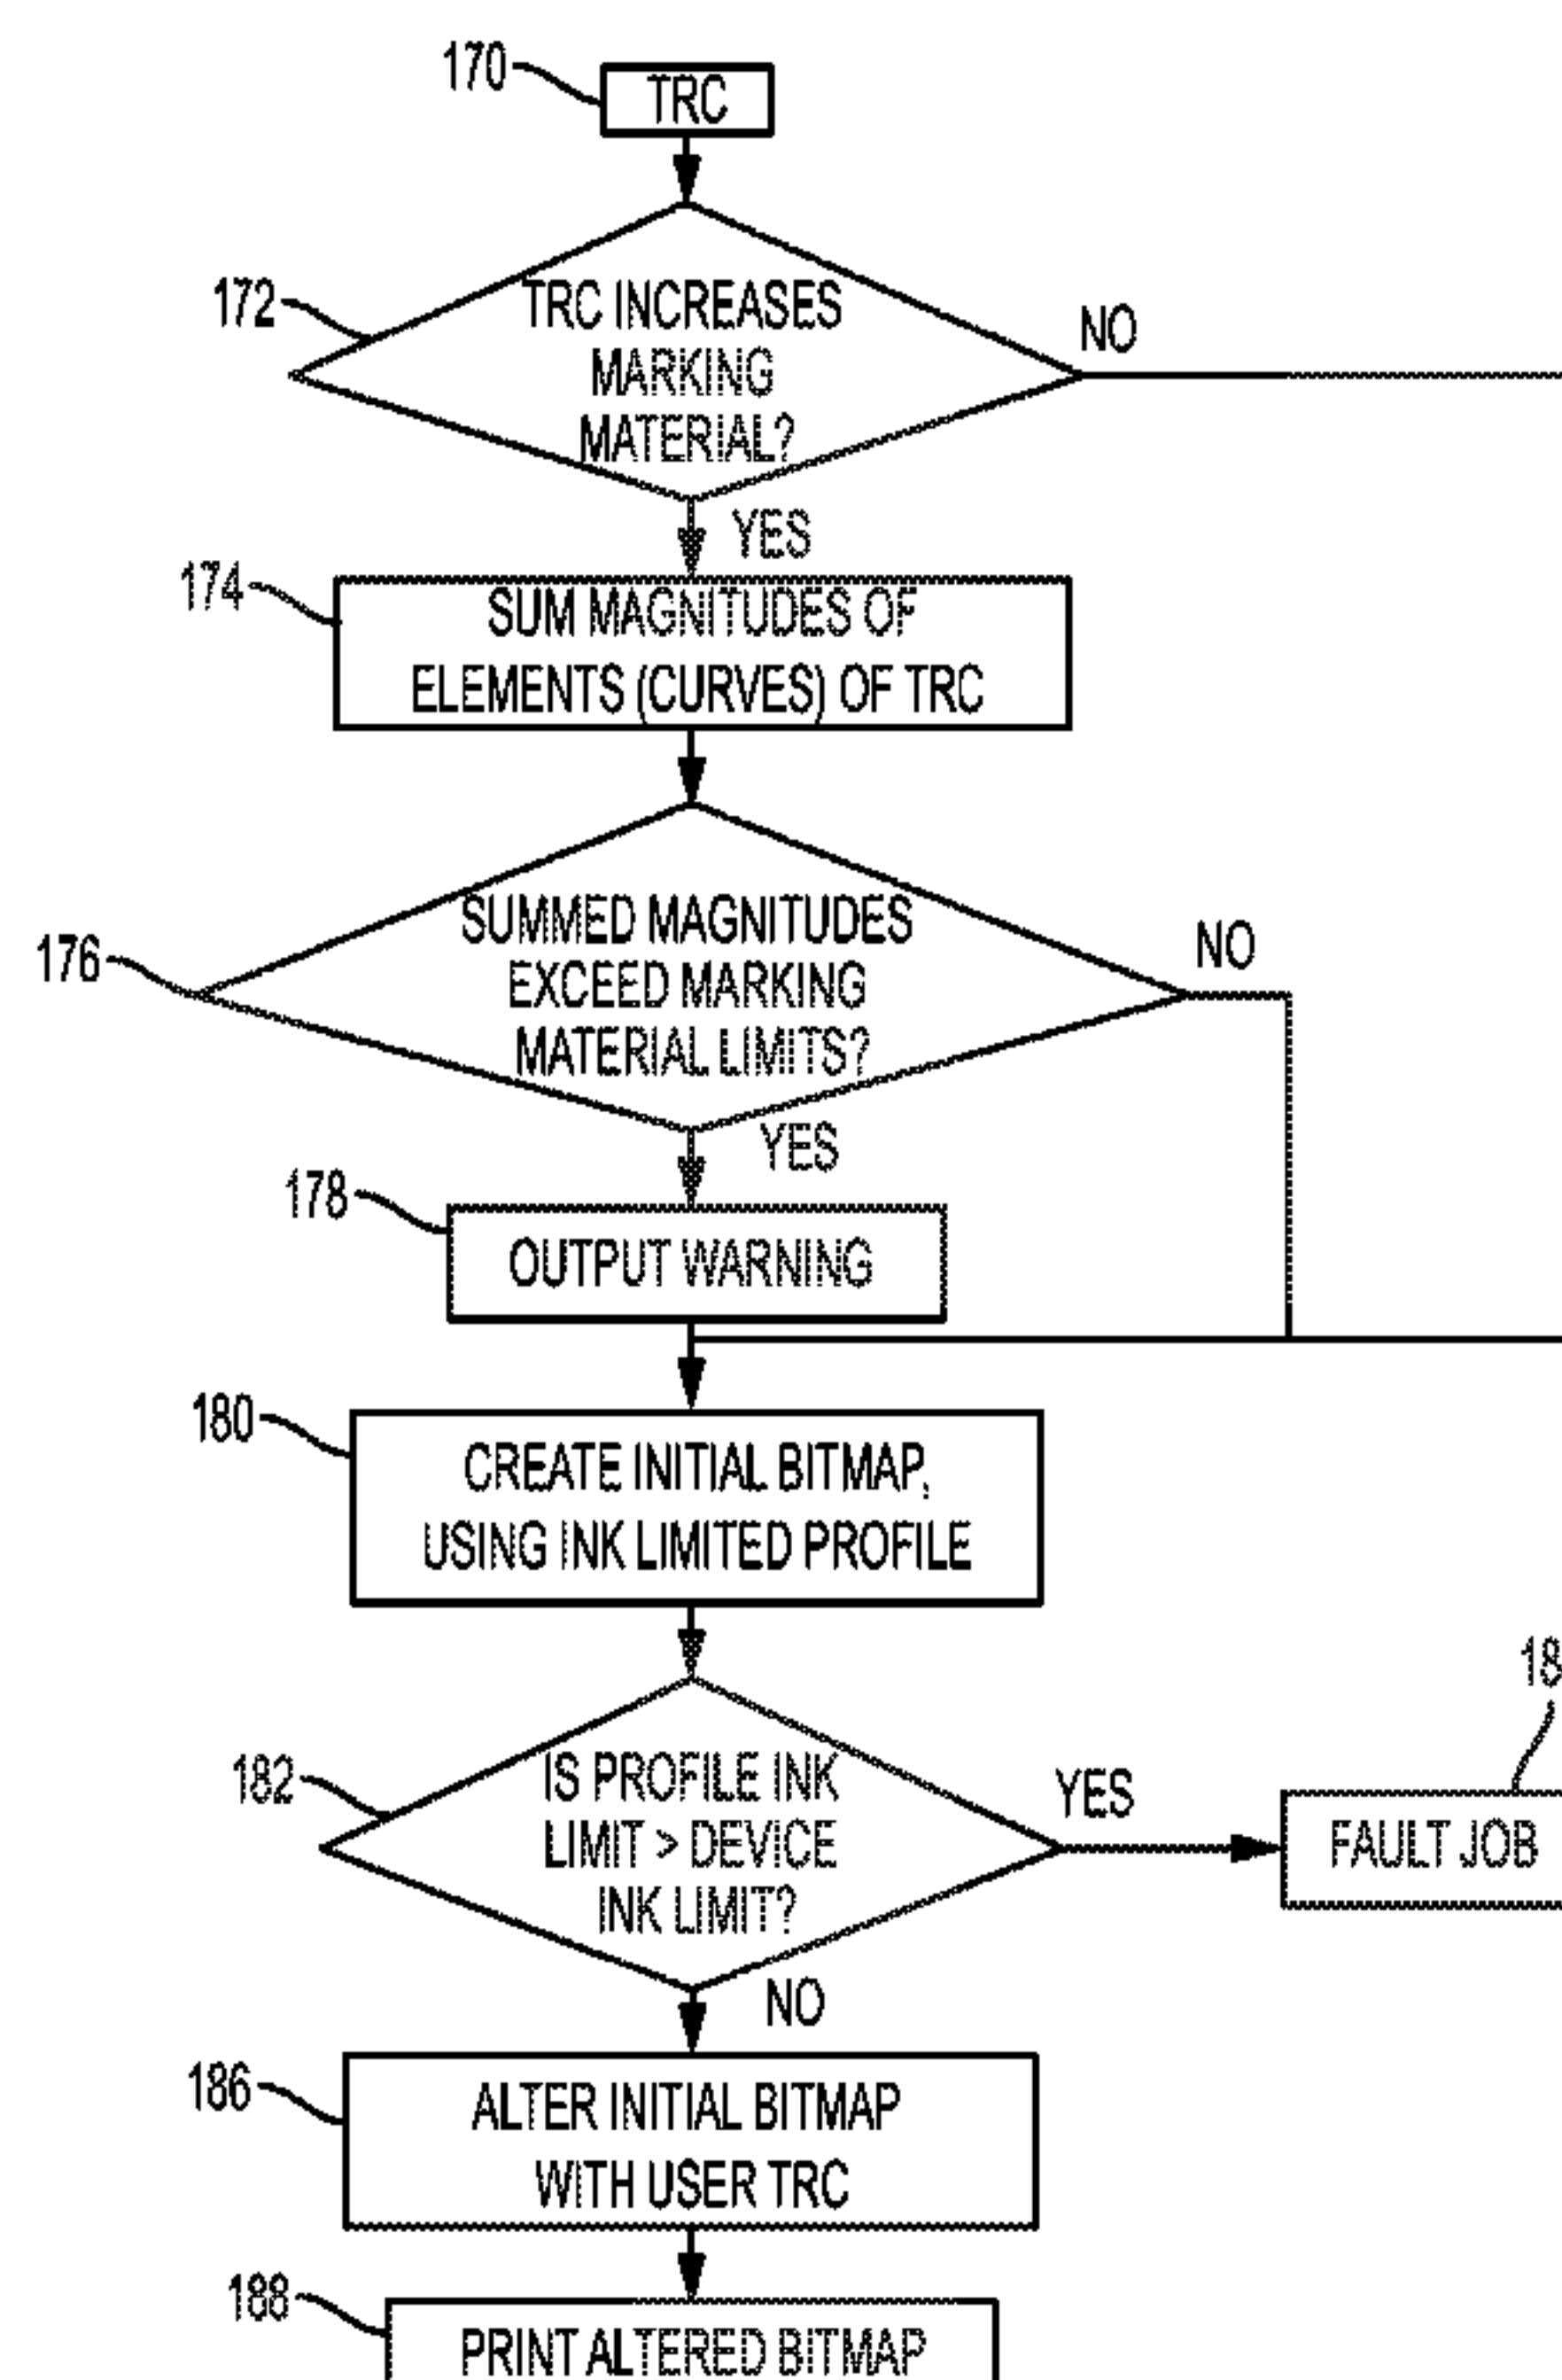 170
TRC
172
TRC INCREASES
MARKING
MATERIAL?
NO
YES
174
SUM MAGNITUDES OF
ELEMENTS (CURVES) OF TRC
176
SUMMED MAGNITUDES
EXCEED MARKING
MATERIAL LIMITS?
NO
YES
178
OUTPUT WARNING
180
CREATE INITIAL BITMAP,
USING INK LIMITED PROFILE
182
IS PROFILE INK
LIMIT > DEVICE
INK LIMIT?
YES
FAULT JOB
NO
186
ALTER INITIAL BITMAP
WITH USER TRC
188
PRINT ALTERED BITMAP